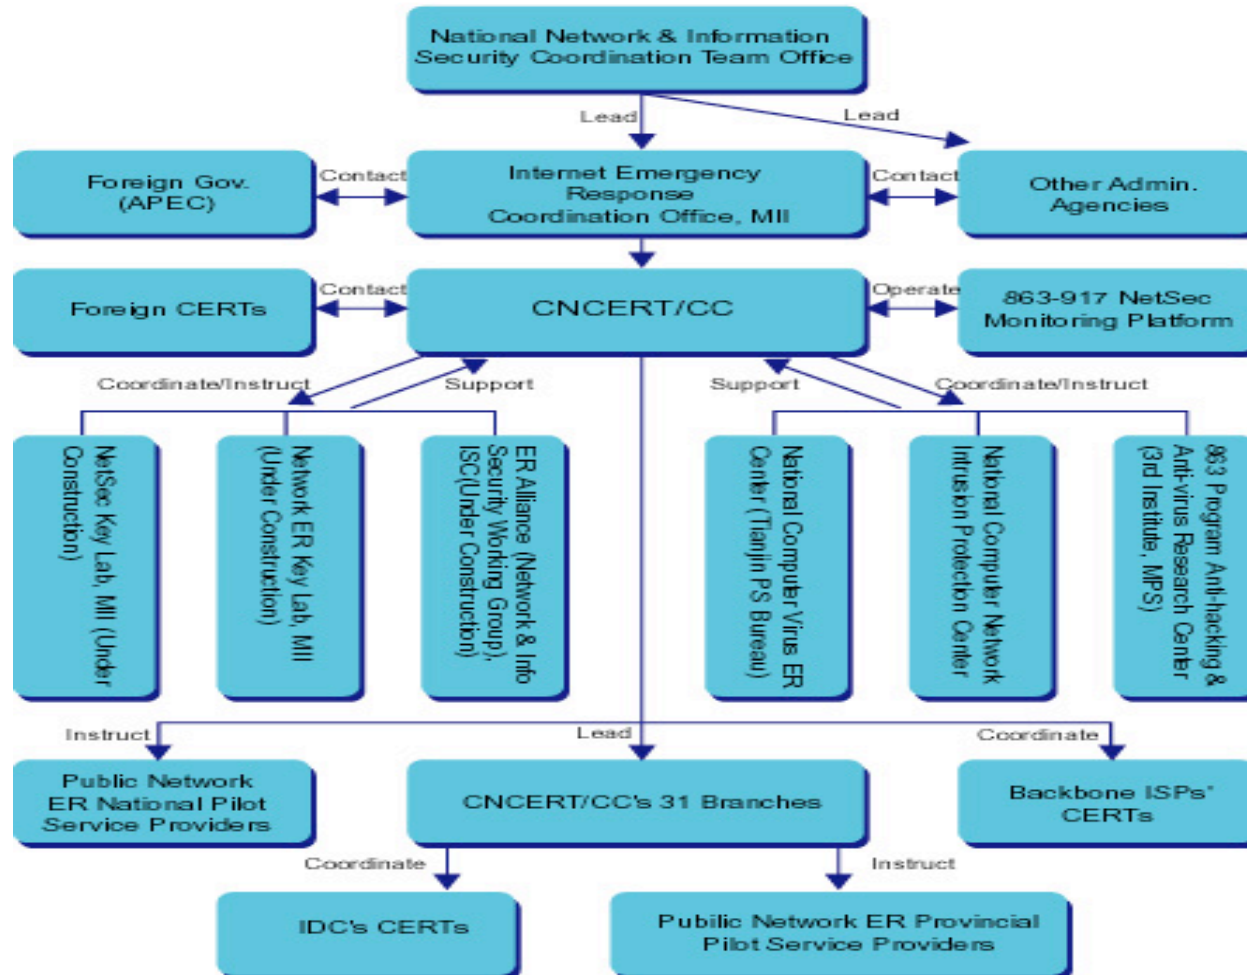 National Network & Information
Security Coordination Team Office
Lead
Lead
Foreign Gov.
(APEC)
Contact
Internet Emergency
Response
Coordination Office, MII
Contact
Other Admin.
Agencies
Foreign CERTs
Contact
CNCERT/CC
Operate
863-917 NetSec
Monitoring Platform
Coordinate/Instruct
Support
Support
Coordinate/Instruct
NetSec Key Lab, MII (Under
Construction)
Network ER Key Lab, MII
(Under Construction)
ER Alliance (Network & Info
Security Working Group),
ISC(Under Construction)
National Computer Virus ER
Center (Tianjin PS Bureau)
National Computer Network
Intrusion Protection Center
863 Program Anti-hacking &
Anti-virus Research Center
(3rd Institute, MPS)
Instruct
Lead
Coordinate
Public Network
ER National Pilot
Service Providers
CNCERT/CC's 31 Branches
Backbone ISPs'
CERTs
Coordinate
Instruct
IDC's CERTs
Pubilic Network ER Provincial
Pilot Service Providers